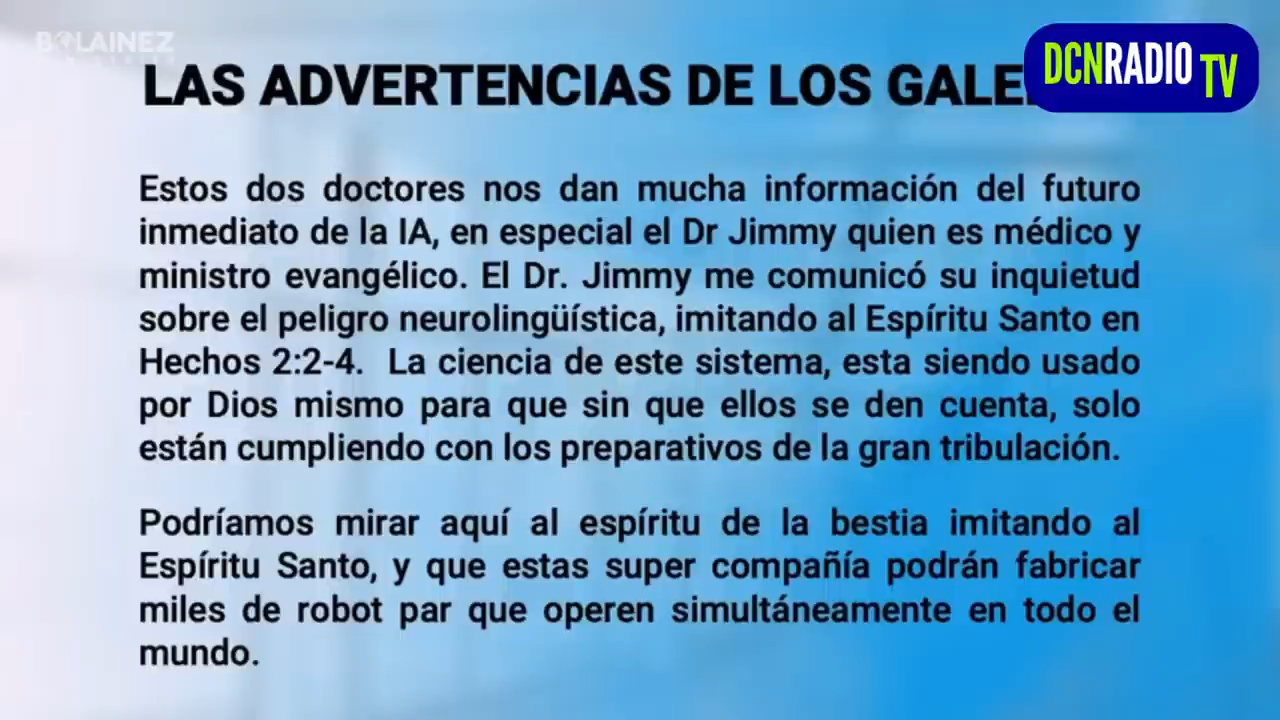 BOLAINEZ
DCNRADIO TV
LAS ADVERTENCIAS DE LOS
Estos dos doctores nos dan mucha información del futuro
inmediato de la IA, en especial el Dr Jimmy quien es médico y
ministro evangélico. El Dr. Jimmy me comunicó su inquietud
sobre el peligro neurolingüística, imitando al Espíritu Santo en
Hechos 2:2-4. La ciencia de este sistema, esta siendo usado
por Dios mismo para que sin que ellos se den cuenta, solo
están cumpliendo con los preparativos de la gran tribulación.
Podríamos mirar aquí al espíritu de la bestia imitando al
Espíritu Santo, y que estas super compañía podrán fabricar
miles de robot par que operen simultáneamente en todo el
mundo.